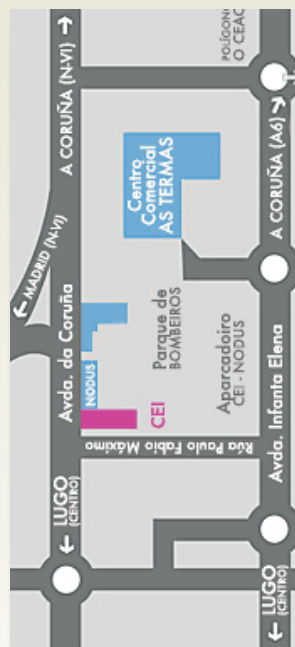 POLÍGONO
O CEAO
A CORUÑA (N-VI)
A CORUÑA (A6)
Centro
Comercial
AS TERMAS
MADRID (N-VI)
Avda. da Coruña
Parque de
BOMBEIROS
Aparcadoiro
CEI - NODUS
NODUS
CEI
Rúa Paulo Fabio Máximo
Avda. Infanta Elena
LUGO
(CENTRO)
LUGO
(CENTRO)